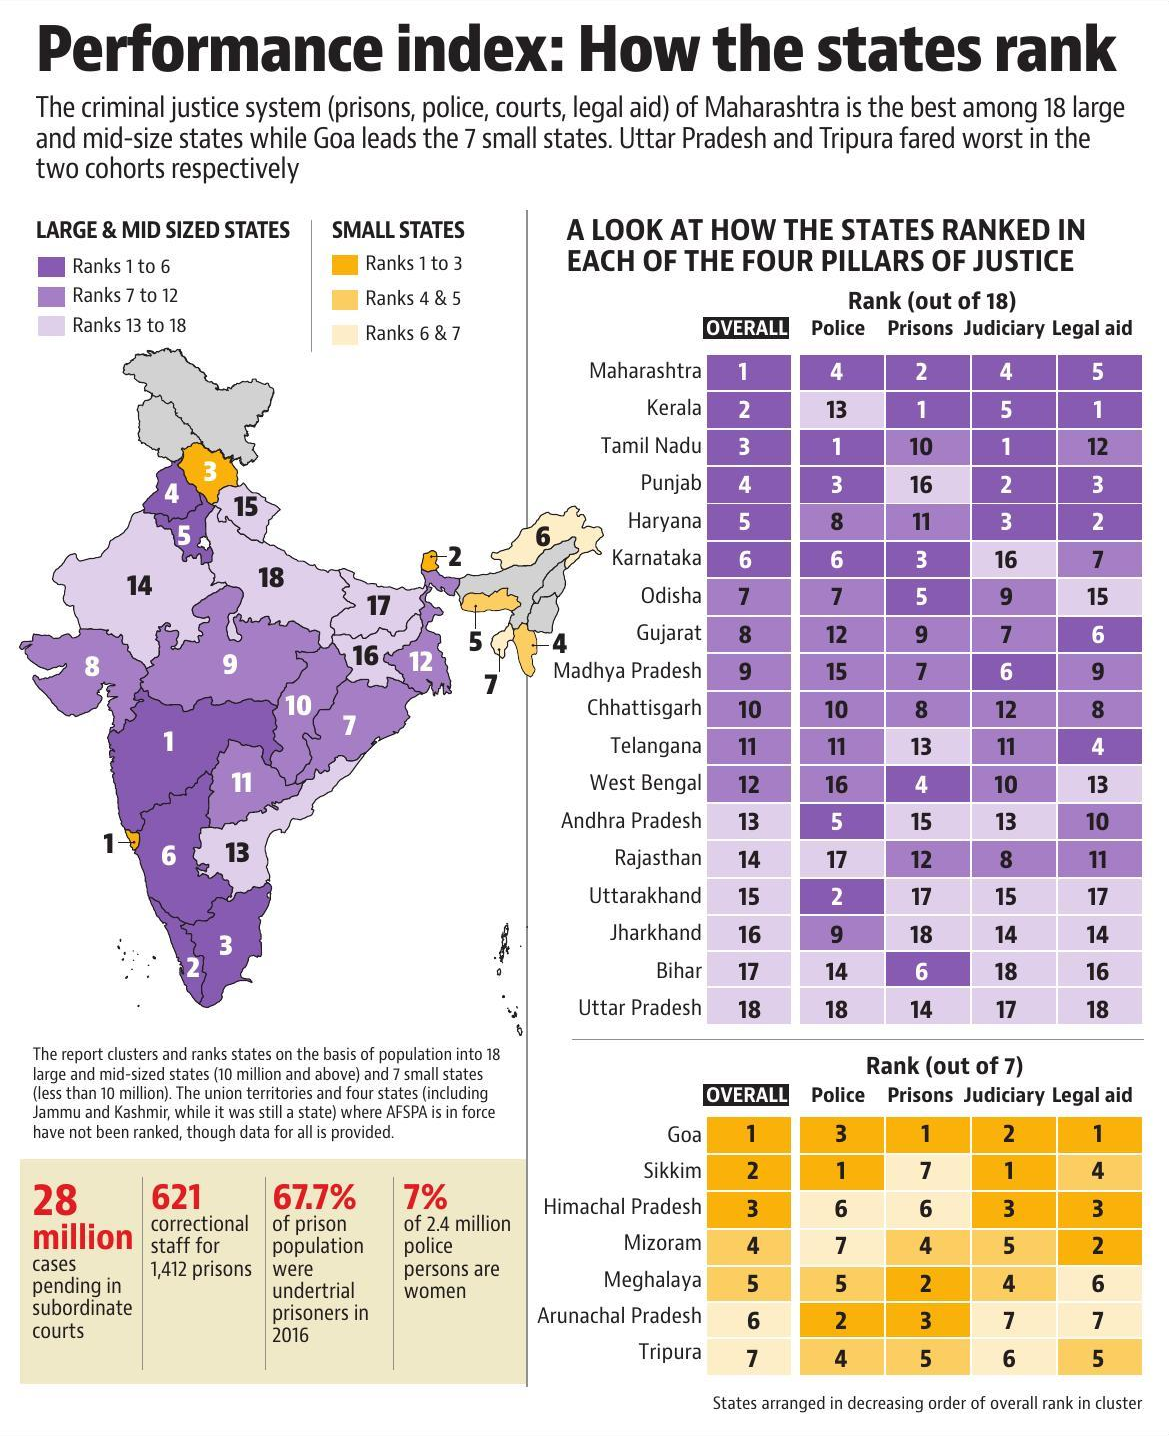 Performance index: How the states rank
The criminal justice system (prisons, police, courts, legal aid) of Maharashtra is the best among 18 large
and mid-size states while Goa leads the 7 small states. Uttar Pradesh and Tripura fared worst in the
two cohorts respectively
LARGE & MID SIZED STATES
Ranks 1 to 6
Ranks 7 to 12
Ranks 13 to 18
SMALL STATES
Ranks 1 to 3
Ranks 4 & 5
Ranks 6 & 7
3
4
15
5
6
2
14
18
17
5
4
16
12
8
9
7
10
7
1
11
1
6
13
3
2
The report clusters and ranks states on the basis of population into 18
large and mid-sized states (10 million and above) and 7 small states
(less than 10 million). The union territories and four states (including
Jammu and Kashmir, while it was still a state) where AFSPA is in force
have not been ranked, though data for all is provided.
28
million
cases
pending in
subordinate
courts
621
correctional
staff for
1,412 prisons
67.7%
of prison
population
were
undertrial
prisoners in
2016
7%
of 2.4 million
police
persons are
women
A LOOK AT HOW THE STATES RANKED IN
EACH OF THE FOUR PILLARS OF JUSTICE
Rank (out of 18)
OVERALL Police Prisons Judiciary Legal aid
Maharashtra 1 4 2 4 5
Kerala 2 13 1 5 1
Tamil Nadu 3 1 10 1 12
Punjab 4 3 16 2 3
Haryana 5 8 11 3 2
Karnataka 6 6 3 16 7
Odisha 7 7 5 9 15
Gujarat 8 12 9 7 6
Madhya Pradesh 9 15 7 6 9
Chhattisgarh 10 10 8 12 8
Telangana 11 11 13 11 4
West Bengal 12 16 4 10 13
Andhra Pradesh 13 5 15 13 10
Rajasthan 14 17 12 8 11
Uttarakhand 15 2 17 15 17
Jharkhand 16 9 18 14 14
Bihar 17 14 6 18 16
Uttar Pradesh 18 18 14 17 18
Rank (out of 7)
OVERALL Police Prisons Judiciary Legal aid
Goa 1 3 1 2 1
Sikkim 2 1 7 1 4
Himachal Pradesh 3 6 6 3 3
Mizoram 4 7 4 5 2
Meghalaya 5 5 2 4 6
Arunachal Pradesh 6 2 3 7 7
Tripura 7 4 5 6 5
States arranged in decreasing order of overall rank in cluster